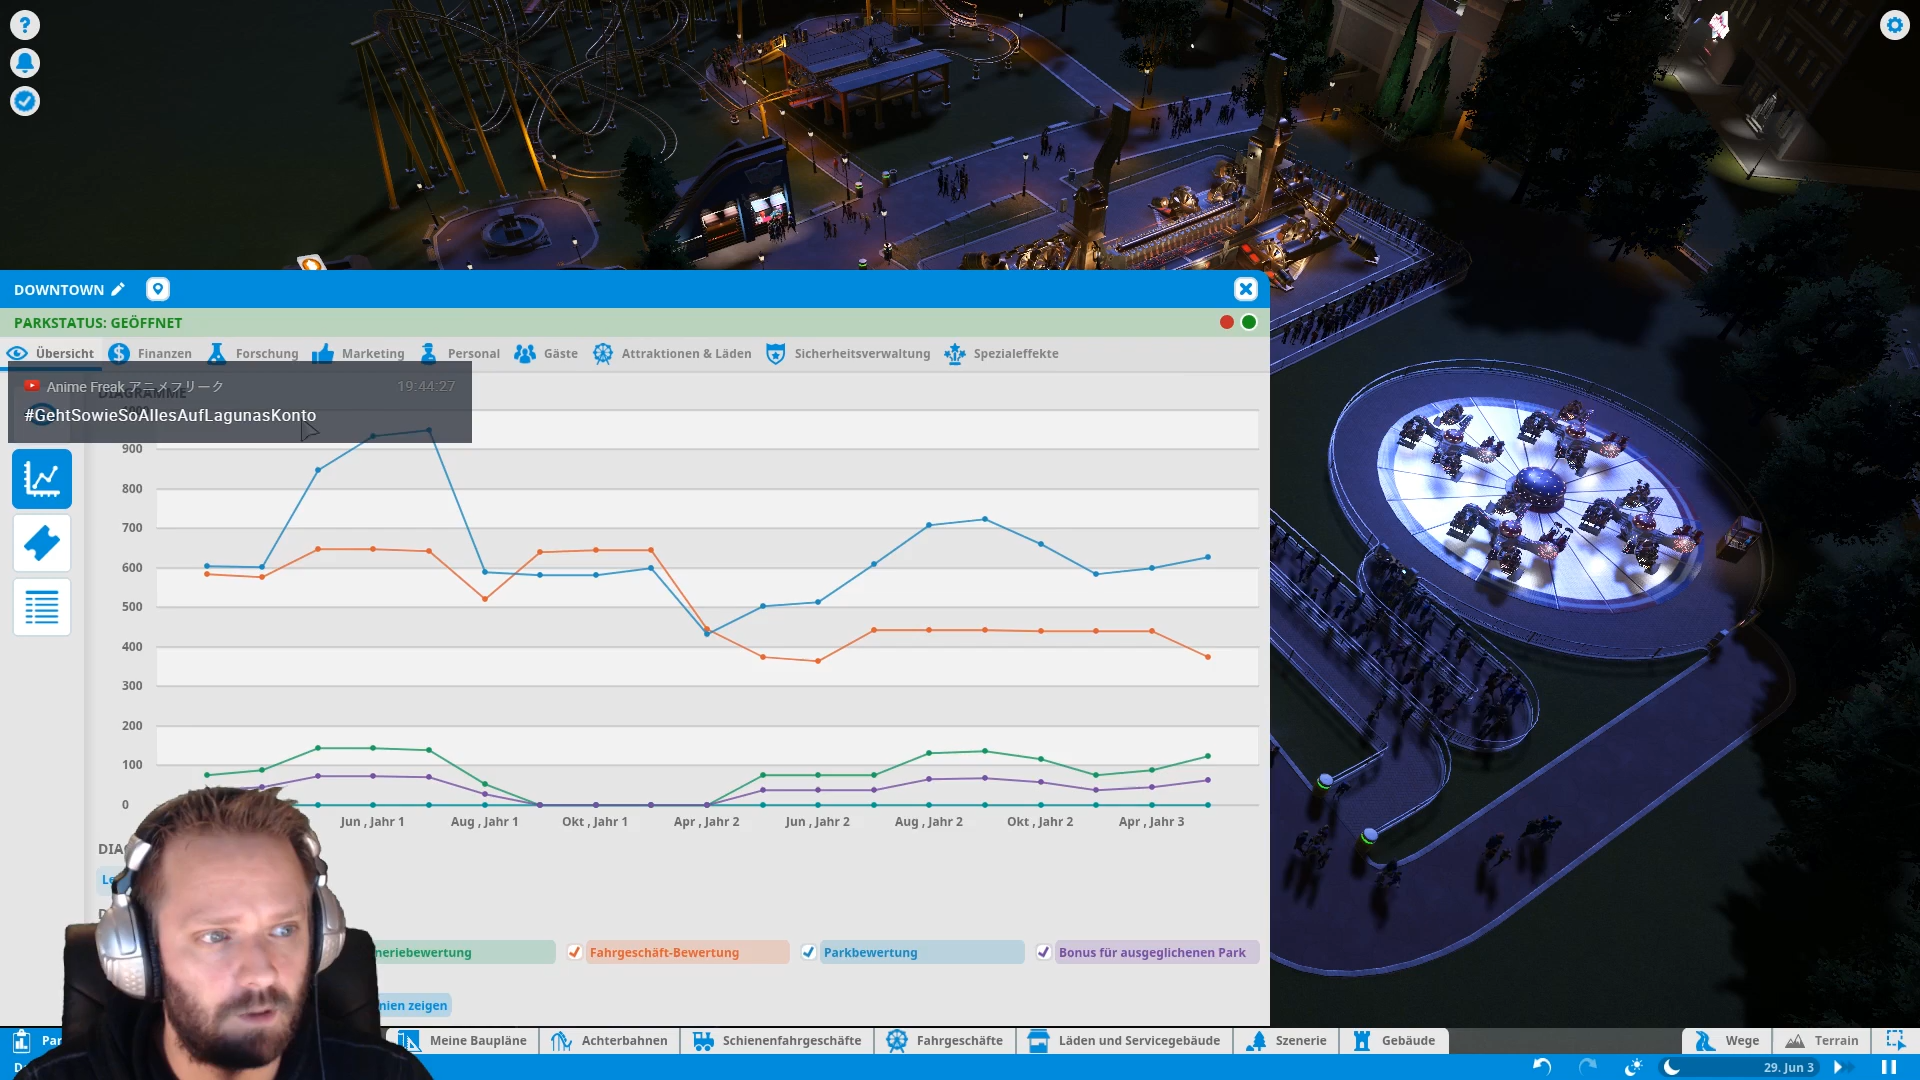 DOWNTOWN
PARKSTATUS: GEÖFFNET
Übersicht Finanzen Forschung Marketing Personal Gäste Attraktionen & Läden Sicherheitsverwaltung Spezialeffekte
Anime Freak アニメフリーク 19:44:27
DIAGRAMME
#GehtSowieSoAllesAufLagunasKonto
900
800
700
600
500
400
300
200
100
0
Jun , Jahr 1 Aug , Jahr 1 Okt , Jahr 1 Apr , Jahr 2 Jun , Jahr 2 Aug , Jahr 2 Okt , Jahr 2 Apr , Jahr 3
DIA
Le
neriebewertung Fahrgeschäft-Bewertung Parkbewertung Bonus für ausgeglichenen Park
nien zeigen
Par Meine Baupläne Achterbahnen Schienenfahrgeschäfte Fahrgeschäfte Läden und Servicegebäude Szenerie Gebäude Wege Terrain
29. Jun 3